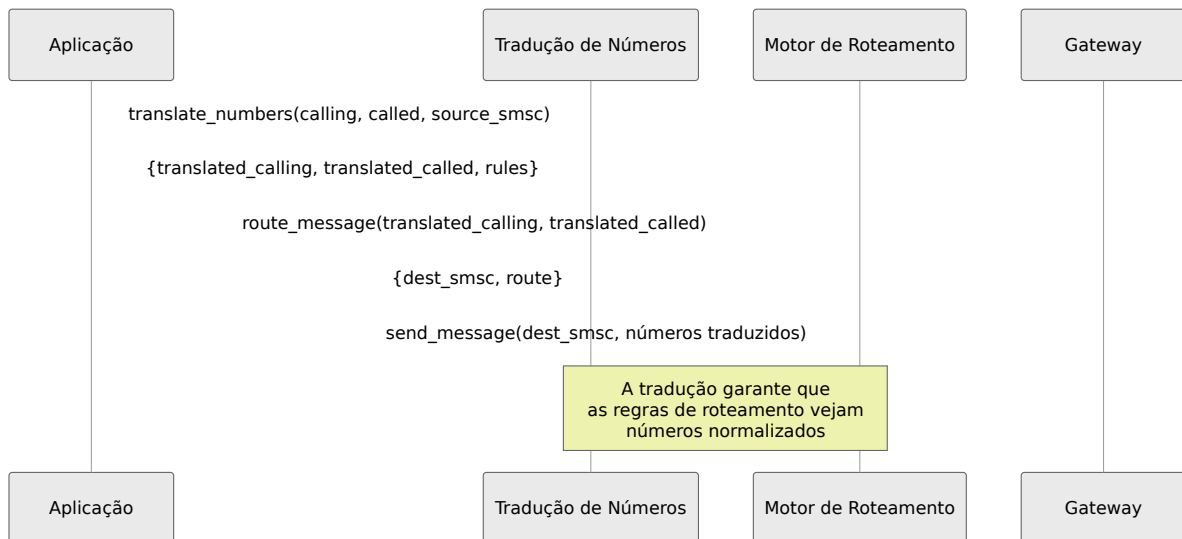 Aplicação
Tradução de Números
Motor de Roteamento
Gateway
translate_numbers(calling, called, source_smsc)
{translated_calling, translated_called, rules}
route_message(translated_calling, translated_called)
{dest_smsc, route}
send_message(dest_smsc, números traduzidos)
A tradução garante que
as regras de roteamento vejam
números normalizados
Aplicação
Tradução de Números
Motor de Roteamento
Gateway